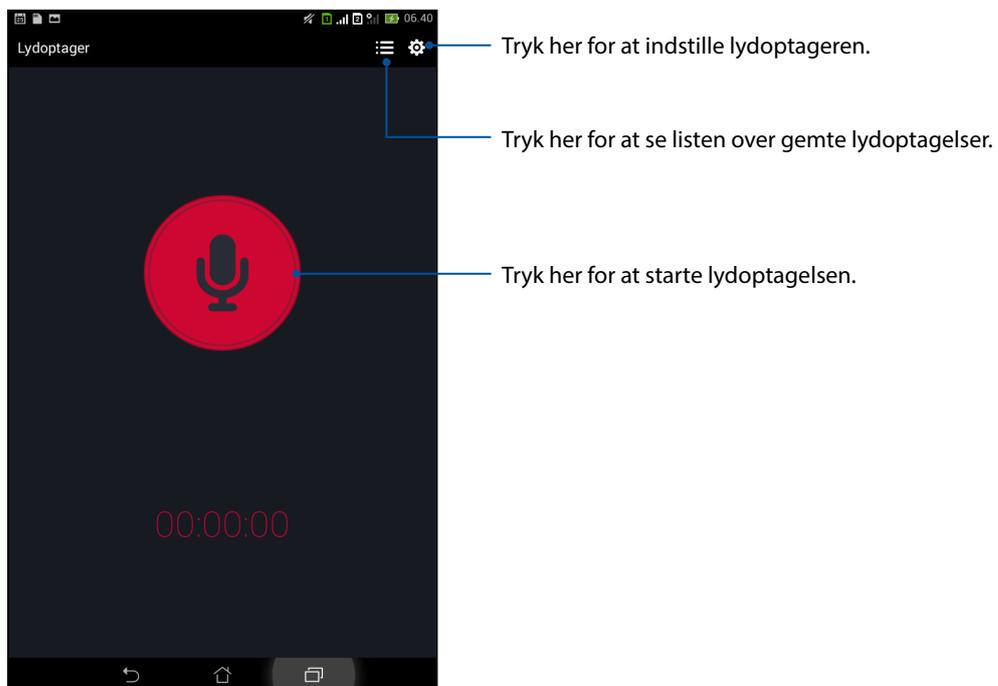 06.40
Lydoptager
Tryk her for at indstille lydoptageren.
Tryk her for at se listen over gemte lydoptagelser.
Tryk her for at starte lydoptagelsen.
00:00:00